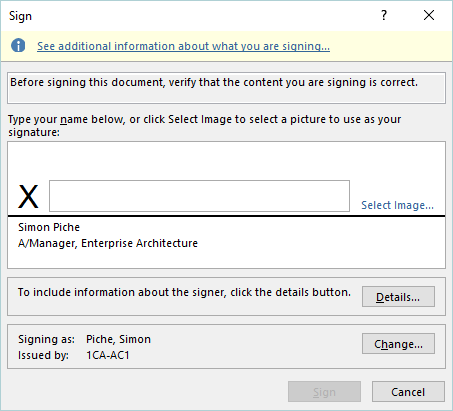 Sign
?
See additional information about what you are signing...
Before signing this document, verify that the content you are signing is correct.
Type your name below, or click Select Image to select a picture to use as your
signature:
X
Select Image...
Simon Piche
A/Manager, Enterprise Architecture
To include information about the signer, click the details button.
Details...
Signing as: Piche, Simon
Change...
Issued by: 1CA-AC1
Sign
Cancel